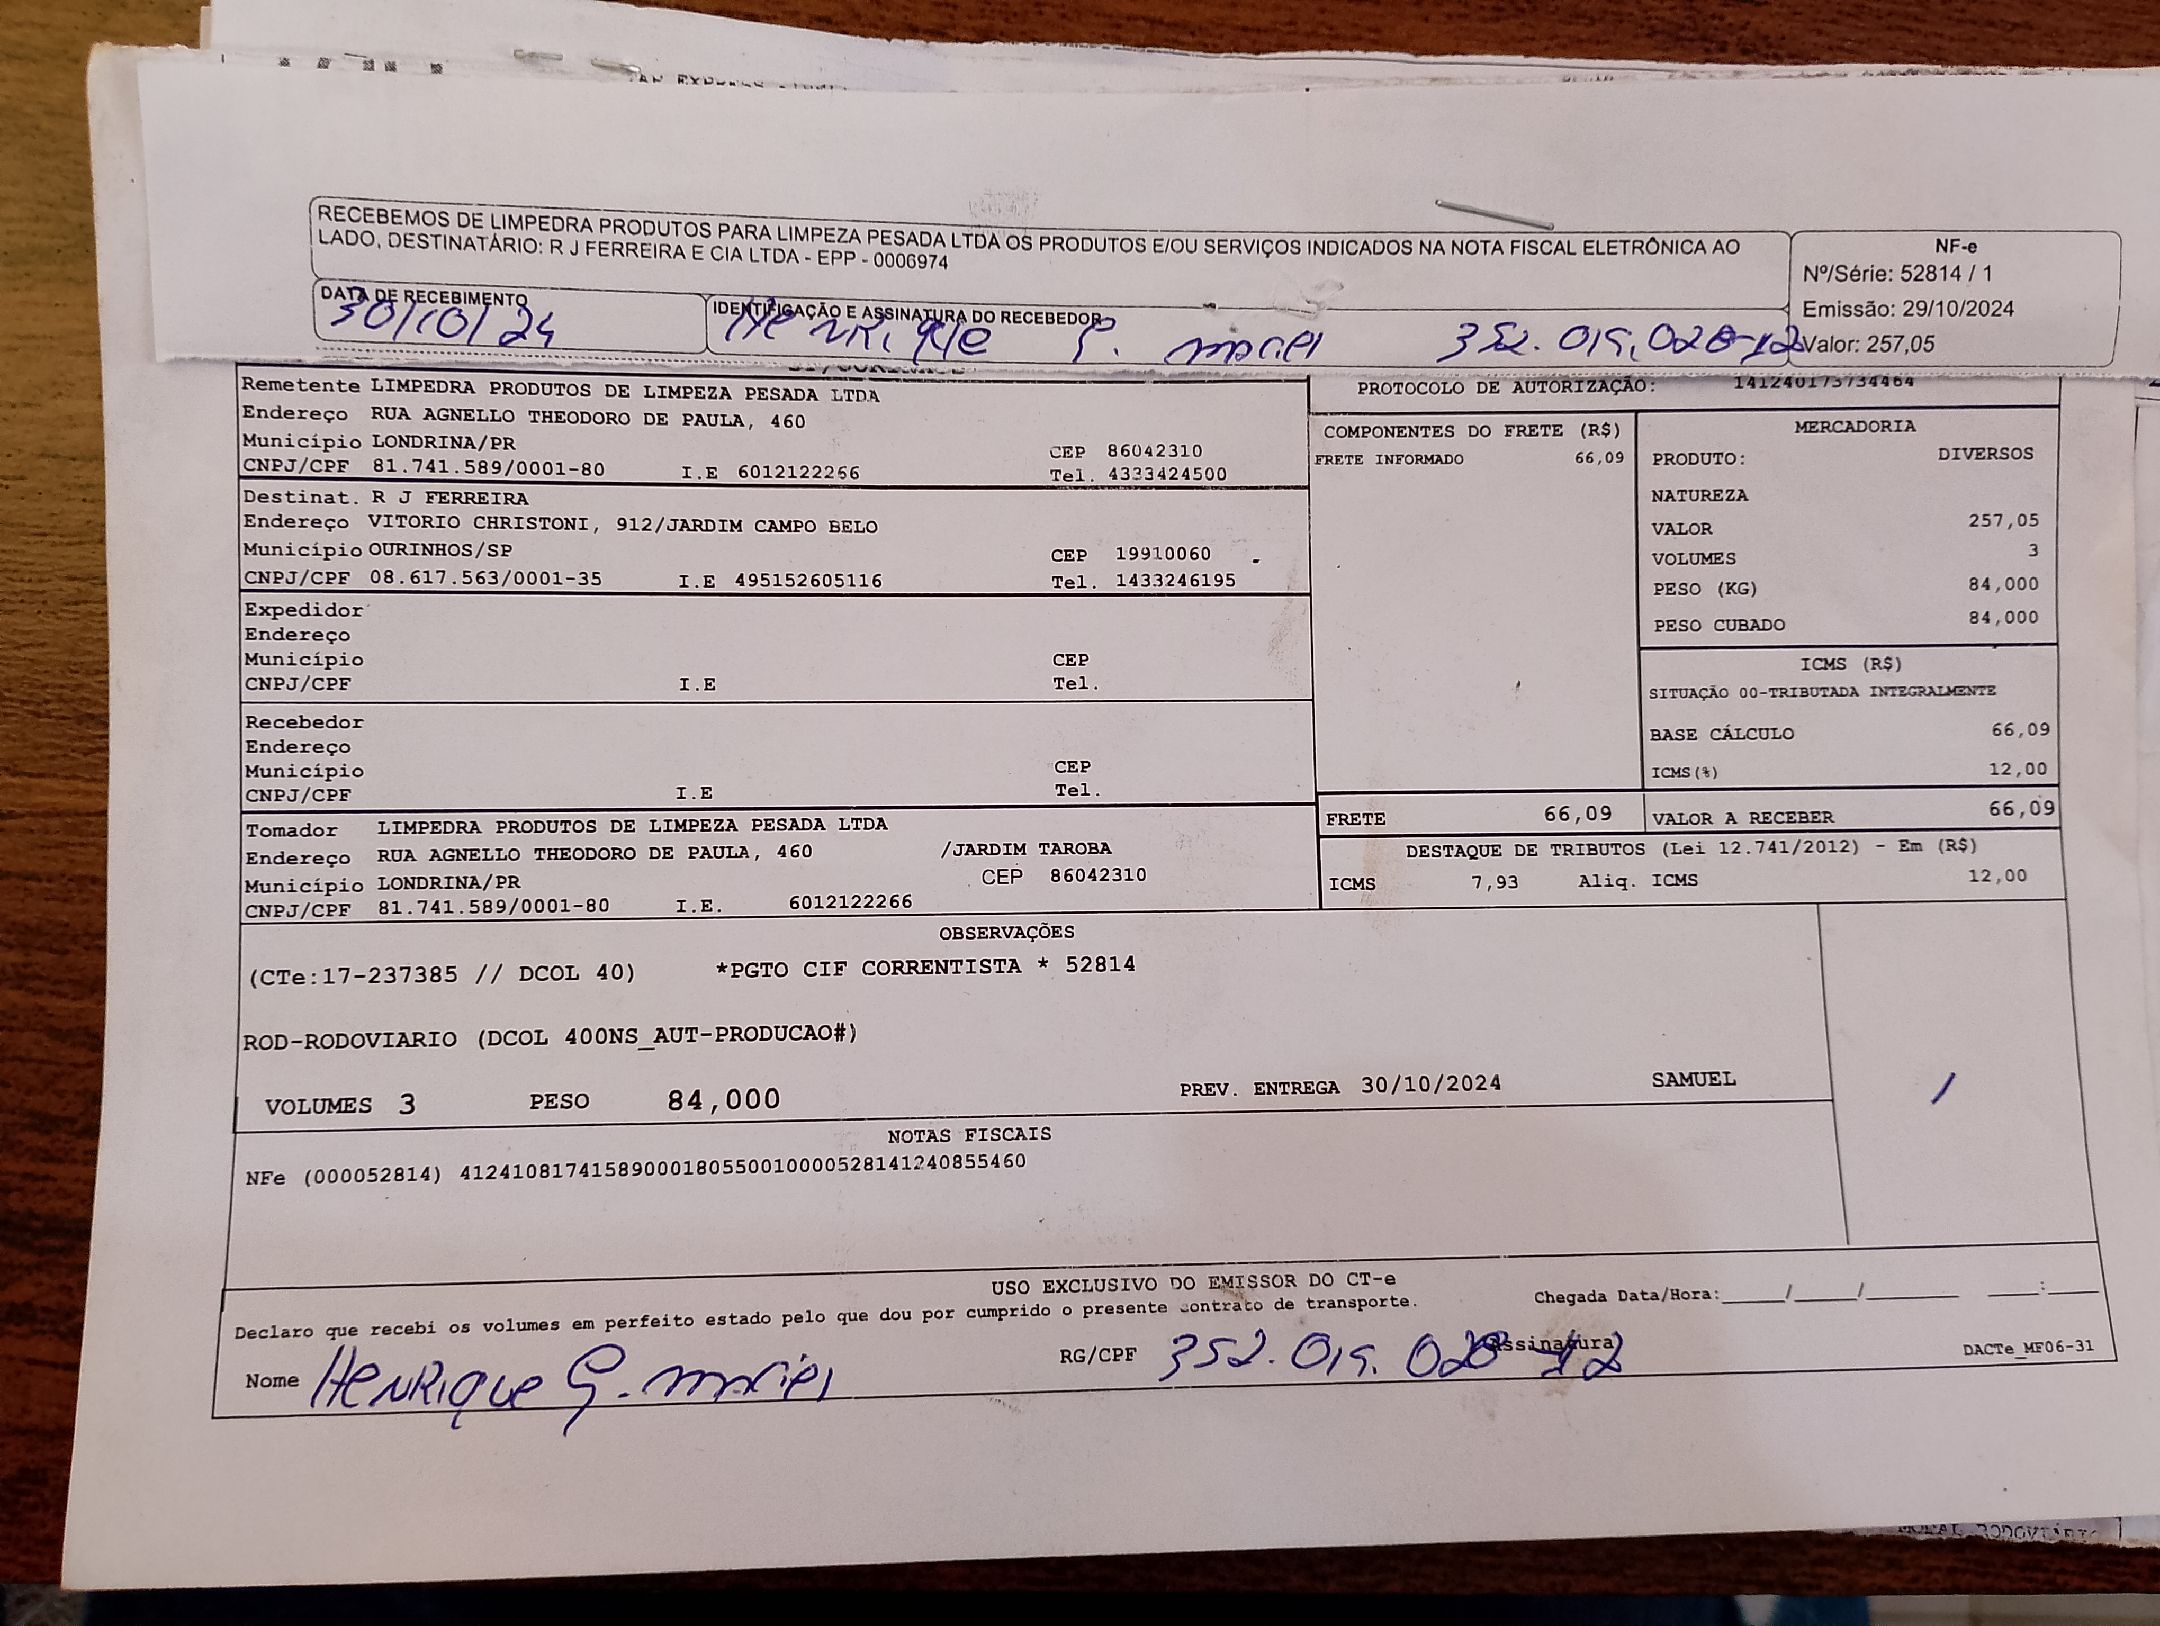 RECEBEMOS DE LIMPEDRA PRODUTOS PARA LIMPEZA PESADA LTDA OS PRODUTOS E/OU SERVIÇOS INDICADOS NA NOTA FISCAL ELETRÔNICA AO
LADO, DESTINATÁRIO: R J FERREIRA E CIA LTDA - EPP - 0006974
NF-e
Nº/Série: 52814 / 1
Emissão: 29/10/2024
Valor: 257,05
DATA DE RECEBIMENTO
30/10/24
IDENTIFICAÇÃO E ASSINATURA DO RECEBEDOR
HENRIQUE G. maciel 352.019.028-12
Remetente LIMPEDRA PRODUTOS DE LIMPEZA PESADA LTDA
Endereço RUA AGNELLO THEODORO DE PAULA, 460
Município LONDRINA/PR CEP 86042310
CNPJ/CPF 81.741.589/0001-80 I.E 6012122266 Tel. 4333424500
Destinat. R J FERREIRA
Endereço VITORIO CHRISTONI, 912/JARDIM CAMPO BELO
Município OURINHOS/SP CEP 19910060
CNPJ/CPF 08.617.563/0001-35 I.E 495152605116 Tel. 1433246195
Expedidor
Endereço
Município CEP
CNPJ/CPF I.E Tel.
Recebedor
Endereço
Município CEP
CNPJ/CPF I.E Tel.
Tomador LIMPEDRA PRODUTOS DE LIMPEZA PESADA LTDA
Endereço RUA AGNELLO THEODORO DE PAULA, 460 /JARDIM TAROBA
Município LONDRINA/PR CEP 86042310
CNPJ/CPF 81.741.589/0001-80 I.E. 6012122266
PROTOCOLO DE AUTORIZAÇÃO: 141240173734464
COMPONENTES DO FRETE (R$)
FRETE INFORMADO 66,09
MERCADORIA
PRODUTO: DIVERSOS
NATUREZA
VALOR 257,05
VOLUMES 3
PESO (KG) 84,000
PESO CUBADO 84,000
ICMS (R$)
SITUAÇÃO 00-TRIBUTADA INTEGRALMENTE
BASE CÁLCULO 66,09
ICMS(%) 12,00
FRETE 66,09 VALOR A RECEBER 66,09
DESTAQUE DE TRIBUTOS (Lei 12.741/2012) - Em (R$)
ICMS 7,93 Aliq. ICMS 12,00
OBSERVAÇÕES
(CTe:17-237385 // DCOL 40) *PGTO CIF CORRENTISTA * 52814
ROD-RODOVIARIO (DCOL 400NS_AUT-PRODUCAO#)
VOLUMES 3 PESO 84,000 PREV. ENTREGA 30/10/2024 SAMUEL
NOTAS FISCAIS
NFe (000052814) 41241081741589000180550010000528141240855460
USO EXCLUSIVO DO EMISSOR DO CT-e
Declaro que recebi os volumes em perfeito estado pelo que dou por cumprido o presente contrato de transporte. Chegada Data/Hora:_____/_____/_______ ____:____
Nome HENRIQUE G. maciel RG/CPF 352.019.028-12 Assinatura DACTe_MF06-31